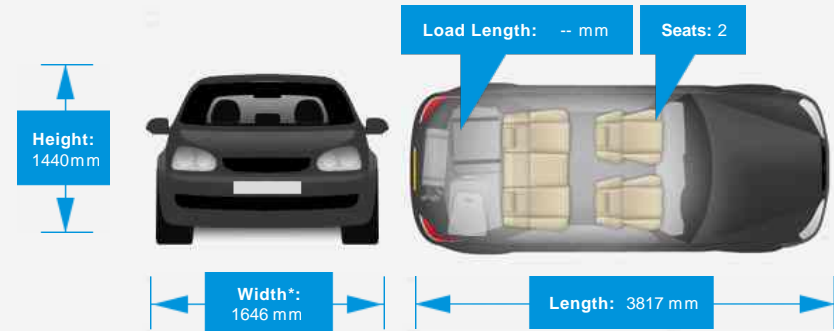 Load Length: -- mm
Seats: 2
Height:
1440mm
Width*:
1646 mm
Length: 3817 mm